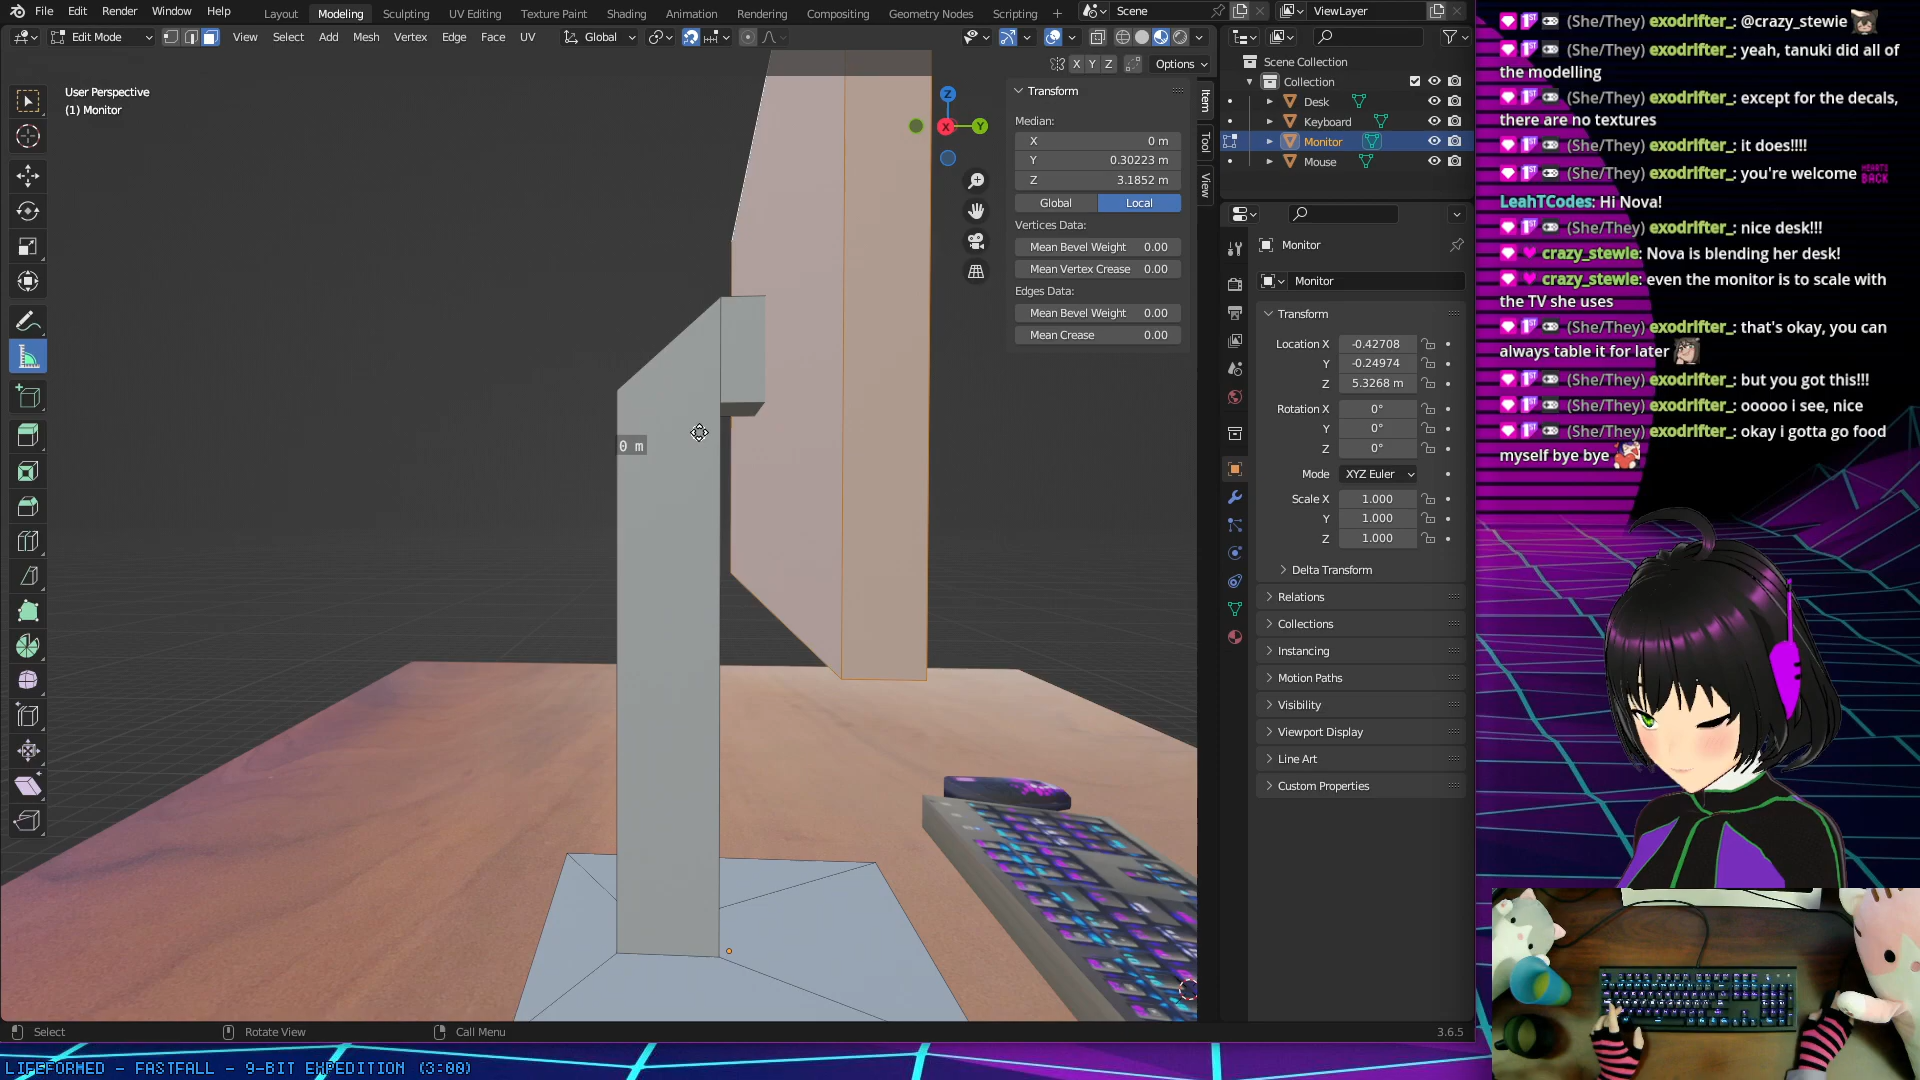 File Edit Render Window Help
Layout Modeling Sculpting UV Editing Texture Paint Shading Animation Rendering Compositing Geometry Nodes Scripting
Scene
ViewLayer
Edit Mode
View Select Add Mesh Vertex Edge Face UV
Global
X Y Z
Options
User Perspective
(1) Monitor
Z
X
Y
Transform
Median:
X 0 m
Y 0.30223 m
Z 3.1852 m
Global Local
Vertices Data:
Mean Bevel Weight 0.00
Mean Vertex Crease 0.00
Edges Data:
Mean Bevel Weight 0.00
Mean Crease 0.00
Item
Tool
View
0 m
Scene Collection
Collection
Desk
Keyboard
Monitor
Mouse
Monitor
Monitor
Transform
Location X -0.42708
Y -0.24974
Z 5.3268 m
Rotation X 0°
Y 0°
Z 0°
Mode XYZ Euler
Scale X 1.000
Y 1.000
Z 1.000
Delta Transform
Relations
Collections
Instancing
Motion Paths
Visibility
Viewport Display
Line Art
Custom Properties
Select
Rotate View
Call Menu
3.6.5
(She/They) exodrifter_: @crazy_stewie
(She/They) exodrifter_: yeah, tanuki did all of
the modelling
(She/They) exodrifter_: except for the decals,
there are no textures
(She/They) exodrifter_: it does!!!!
(She/They) exodrifter_: you're welcome
LeahTCodes: Hi Nova!
(She/They) exodrifter_: nice desk!!!
crazy_stewie: Nova is blending her desk!
crazy_stewie: even the monitor is to scale with
the TV she uses
(She/They) exodrifter_: that's okay, you can
always table it for later
(She/They) exodrifter_: but you got this!!!
(She/They) exodrifter_: ooooo i see, nice
(She/They) exodrifter_: okay i gotta go food
myself bye bye
LIFEFORMED - FASTFALL - 9-BIT EXPEDITION (3:00)